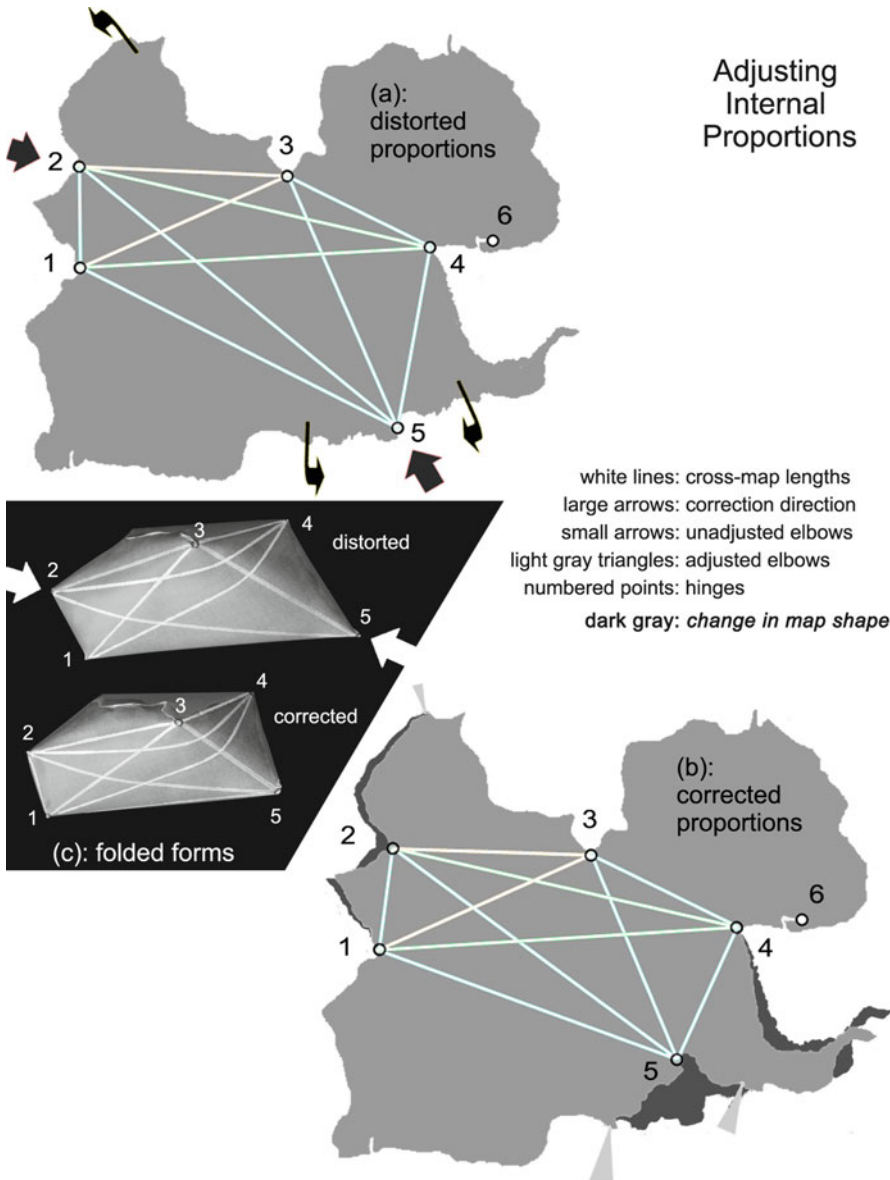 Adjusting
Internal
Proportions
(a):
distorted
proportions
2
3
6
1
4
5
white lines: cross-map lengths
large arrows: correction direction
small arrows: unadjusted elbows
light gray triangles: adjusted elbows
numbered points: hinges
dark gray: change in map shape
3
4
distorted
2
5
1
4
3
corrected
2
5
1
(c): folded forms
(b):
corrected
proportions
2
3
6
1
4
5